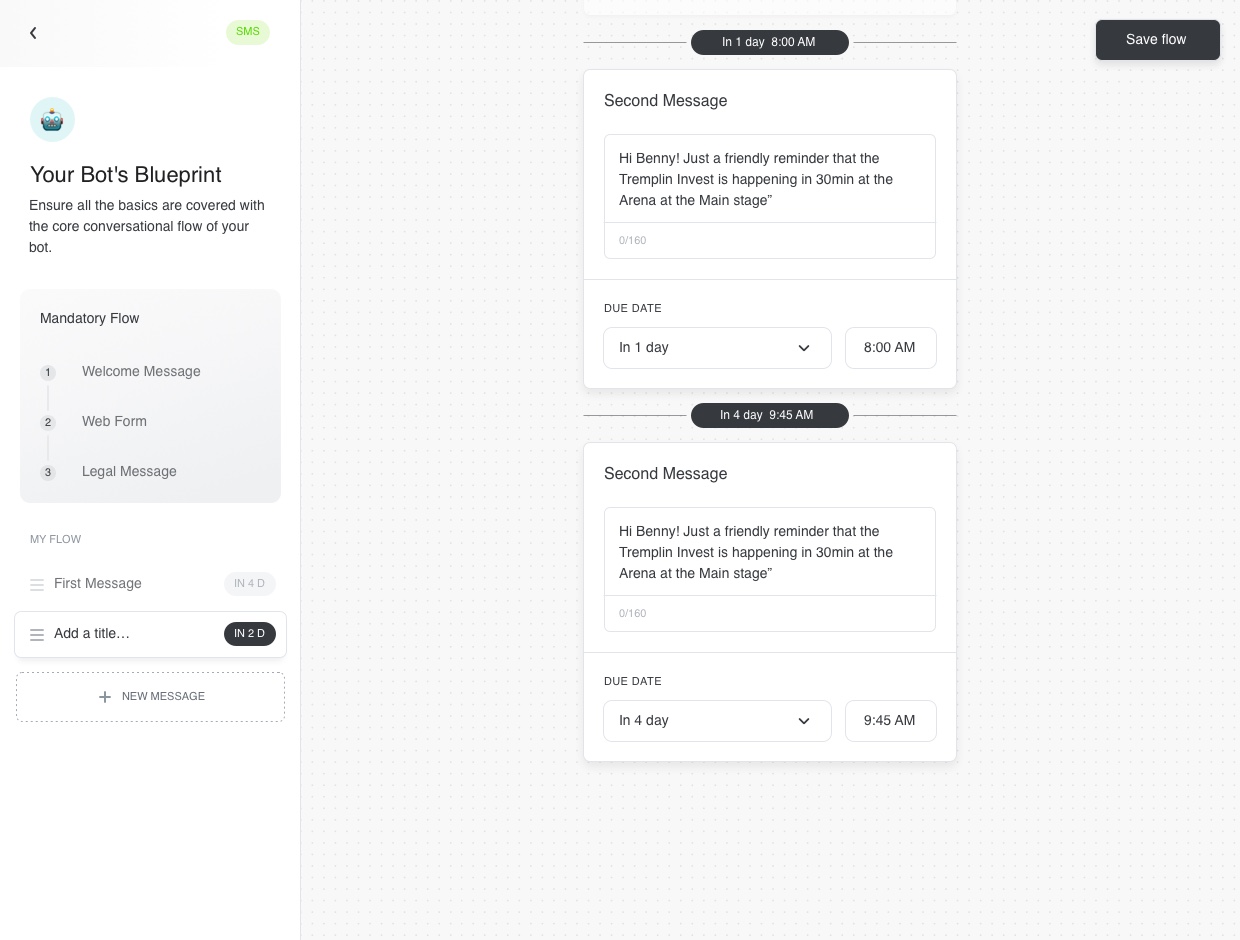 SMS
Your Bot's Blueprint
Ensure all the basics are covered with
the core conversational flow of your
bot.
Mandatory Flow
1 Welcome Message
2 Web Form
3 Legal Message
MY FLOW
First Message IN 4 D
Add a title… IN 2 D
NEW MESSAGE
In 1 day 8:00 AM
Save flow
Second Message
Hi Benny! Just a friendly reminder that the
Tremplin Invest is happening in 30min at the
Arena at the Main stage”
0/160
DUE DATE
In 1 day 8:00 AM
In 4 day 9:45 AM
Second Message
Hi Benny! Just a friendly reminder that the
Tremplin Invest is happening in 30min at the
Arena at the Main stage”
0/160
DUE DATE
In 4 day 9:45 AM